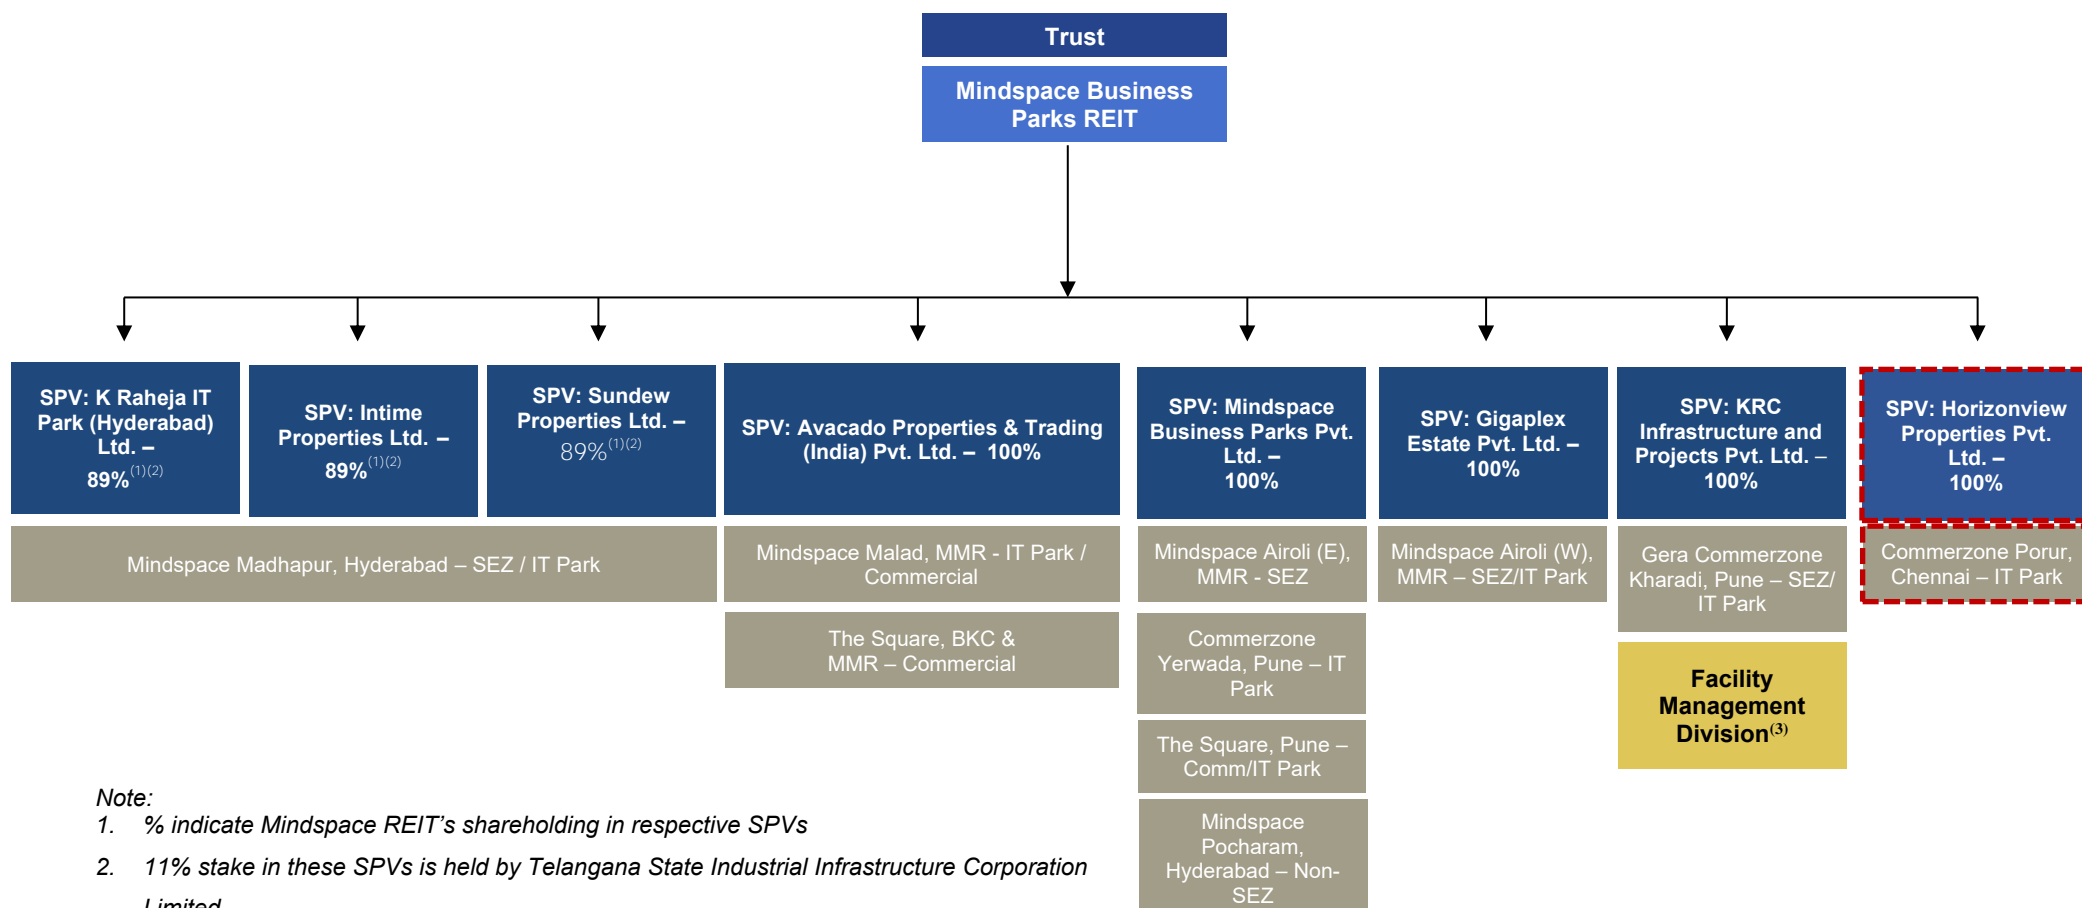 Trust
Mindspace Business
Parks REIT
SPV: K Raheja IT
Park (Hyderabad)
Ltd. –
89%(1)(2)
SPV: Intime
Properties Ltd. –
89%(1)(2)
SPV: Sundew
Properties Ltd. –
89%(1)(2)
SPV: Avacado Properties & Trading
(India) Pvt. Ltd. – 100%
SPV: Mindspace
Business Parks Pvt.
Ltd. –
100%
SPV: Gigaplex
Estate Pvt. Ltd. –
100%
SPV: KRC
Infrastructure and
Projects Pvt. Ltd. –
100%
SPV: Horizonview
Properties Pvt.
Ltd. –
100%
Mindspace Madhapur, Hyderabad – SEZ / IT Park
Mindspace Malad, MMR - IT Park /
Commercial
Mindspace Airoli (E),
MMR - SEZ
Mindspace Airoli (W),
MMR – SEZ/IT Park
Gera Commerzone
Kharadi, Pune – SEZ/
IT Park
Commerzone Porur,
Chennai – IT Park
The Square, BKC &
MMR – Commercial
Commerzone
Yerwada, Pune – IT
Park
Facility
Management
Division(3)
The Square, Pune –
Comm/IT Park
Mindspace
Pocharam,
Hyderabad – Non-
SEZ
Note:
1. % indicate Mindspace REIT's shareholding in respective SPVs
2. 11% stake in these SPVs is held by Telangana State Industrial Infrastructure Corporation
Limited